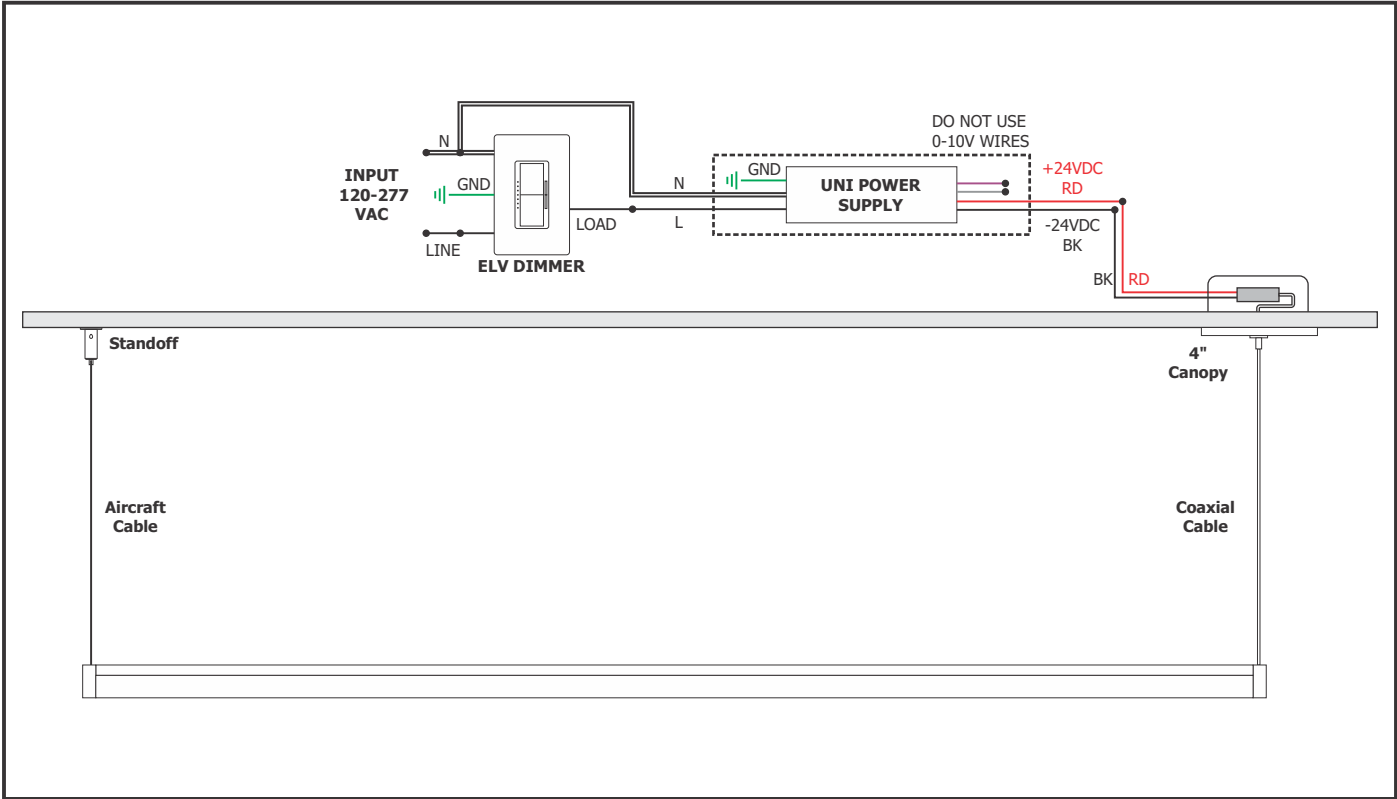 DO NOT USE
0-10V WIRES
N
INPUT
120-277
VAC
GND
LINE
LOAD
ELV DIMMER
N
L
GND
UNI POWER
SUPPLY
+24VDC
RD
-24VDC
BK
BK
RD
Standoff
4"
Canopy
Aircraft
Cable
Coaxial
Cable